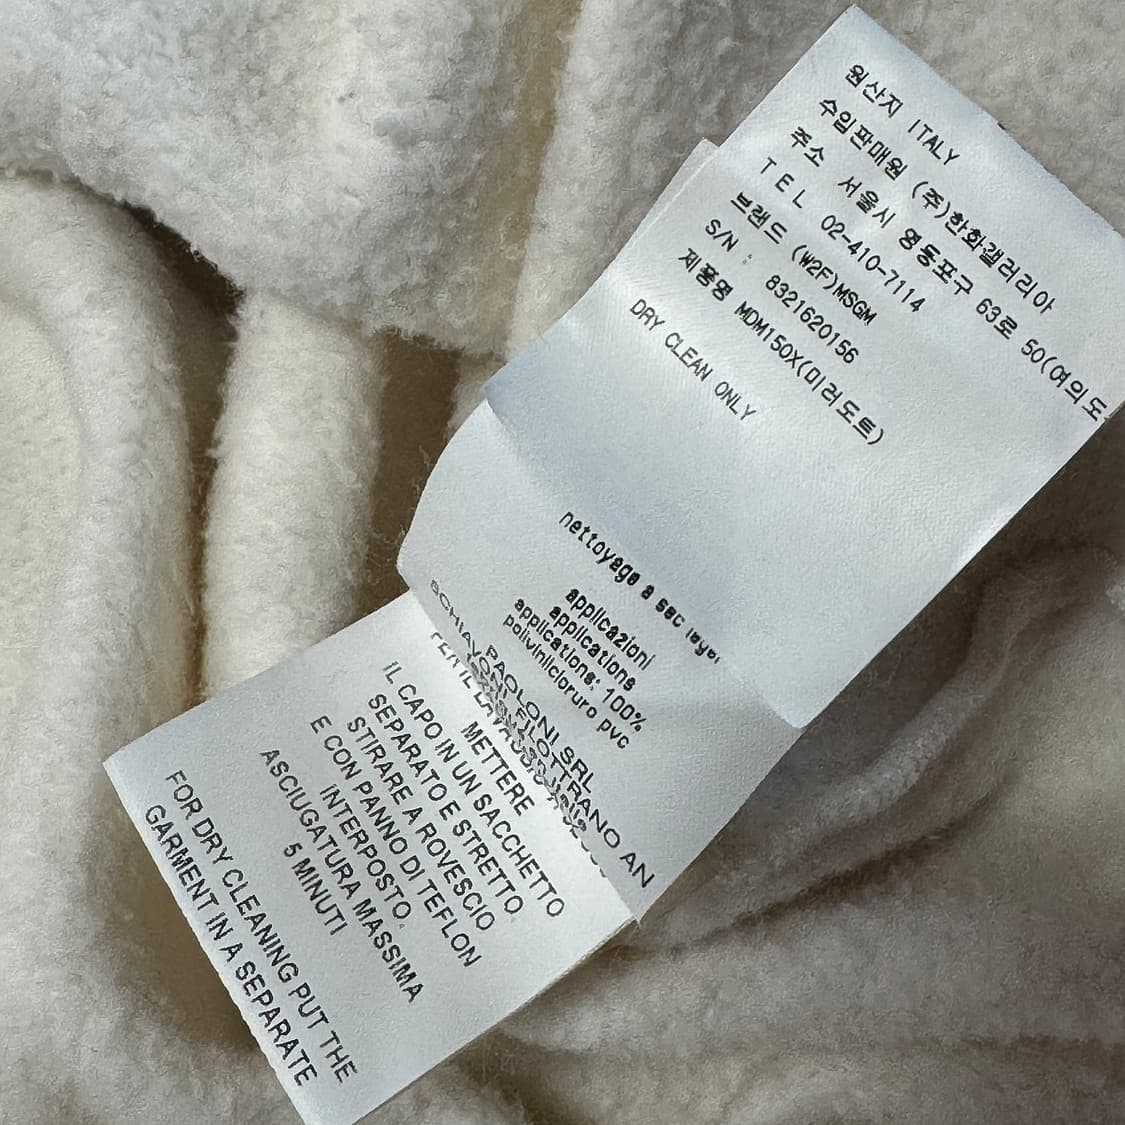 원산지 ITALY
수입판매원 (주)한화갤러리아
주소 서울시 영등포구 63로 50(여의도
TEL 02-410-7114
브랜드 (W2F)MSGM
S/N : 8321620156
제품명 MDM150X(미러도트)
DRY CLEAN ONLY
nettoyage a sec
applicazioni
applications
applications: 100%
polivinilcloruro pvc
PAOLONI SRL
SCHIAVONI FILOTTRANO AN
METTERE
IL CAPO IN UN SACCHETTO
SEPARATO E STRETTO.
STIRARE A ROVESCIO
E CON PANNO DI TEFLON
INTERPOSTO.
ASCIUGATURA MASSIMA
5 MINUTI
FOR DRY CLEANING PUT THE
GARMENT IN A SEPARATE